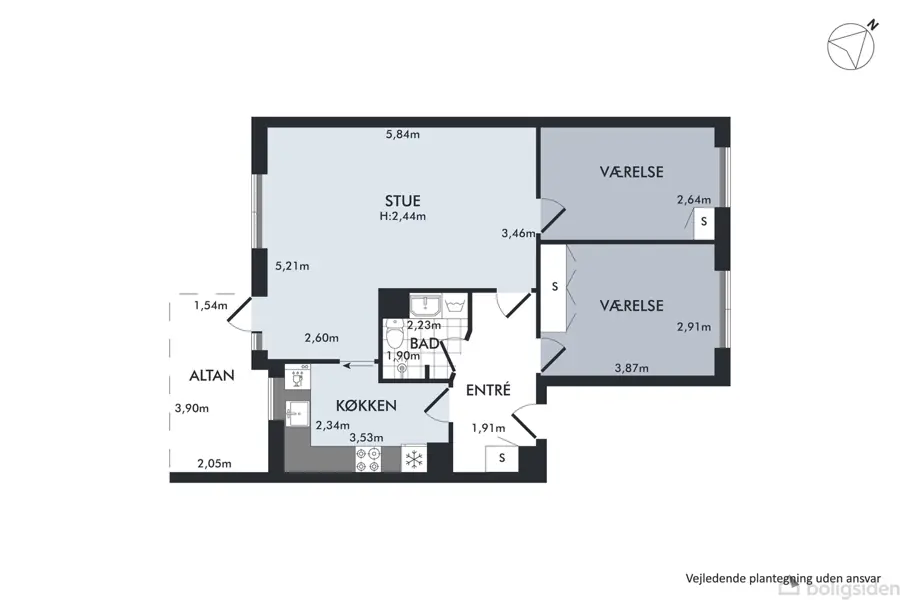 N
5,84m
VÆRELSE
STUE
H:2,44m
2,64m
S
3,46m
5,21m
S
1,54m
VÆRELSE
2,23m
2,91m
2,60m
BAD
1,90m
3,87m
ALTAN
ENTRÉ
KØKKEN
3,90m
2,34m
3,53m
1,91m
2,05m
S
Vejledende plantegning uden ansvar
boligsiden